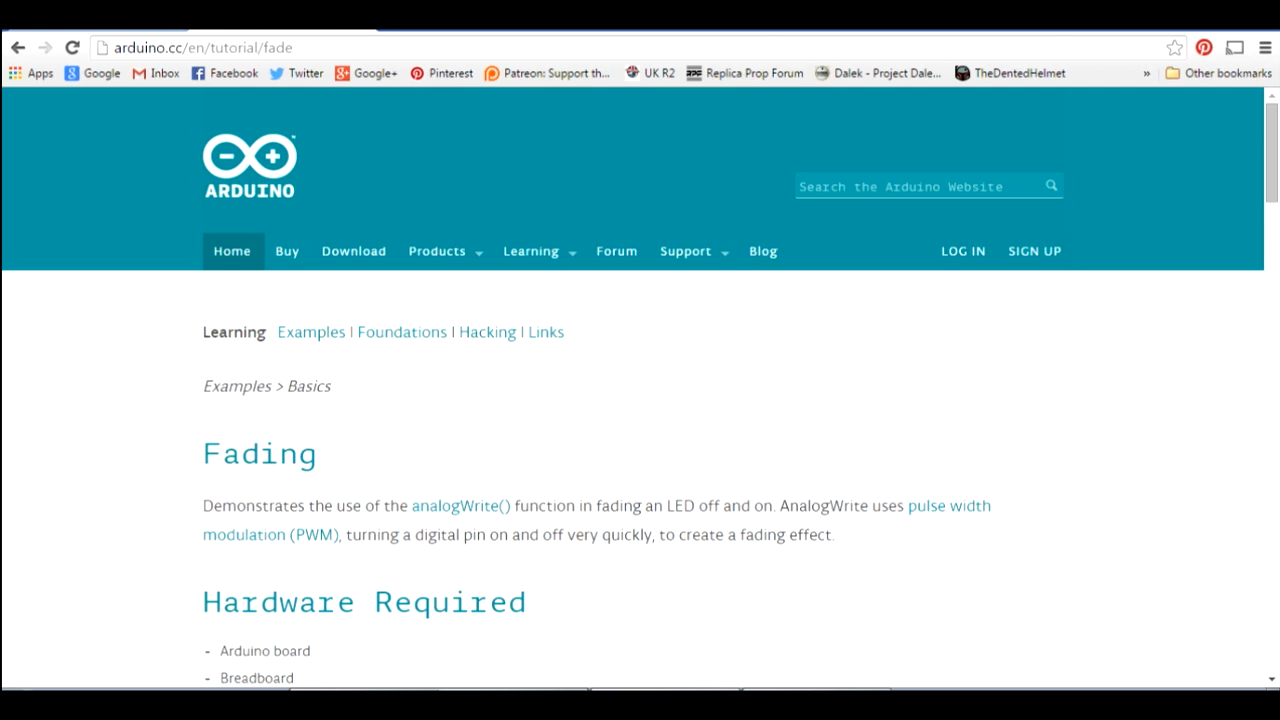 arduino.cc/en/tutorial/fade
Apps Google Inbox Facebook Twitter Google+ Pinterest Patreon: Support th... UK R2 Replica Prop Forum Dalek - Project Dale... TheDentedHelmet » Other bookmarks
ARDUINO
Search the Arduino Website
Home Buy Download Products Learning Forum Support Blog LOG IN SIGN UP
Learning Examples | Foundations | Hacking | Links
Examples > Basics
Fading
Demonstrates the use of the analogWrite() function in fading an LED off and on. AnalogWrite uses pulse width
modulation (PWM), turning a digital pin on and off very quickly, to create a fading effect.
Hardware Required
- Arduino board
- Breadboard